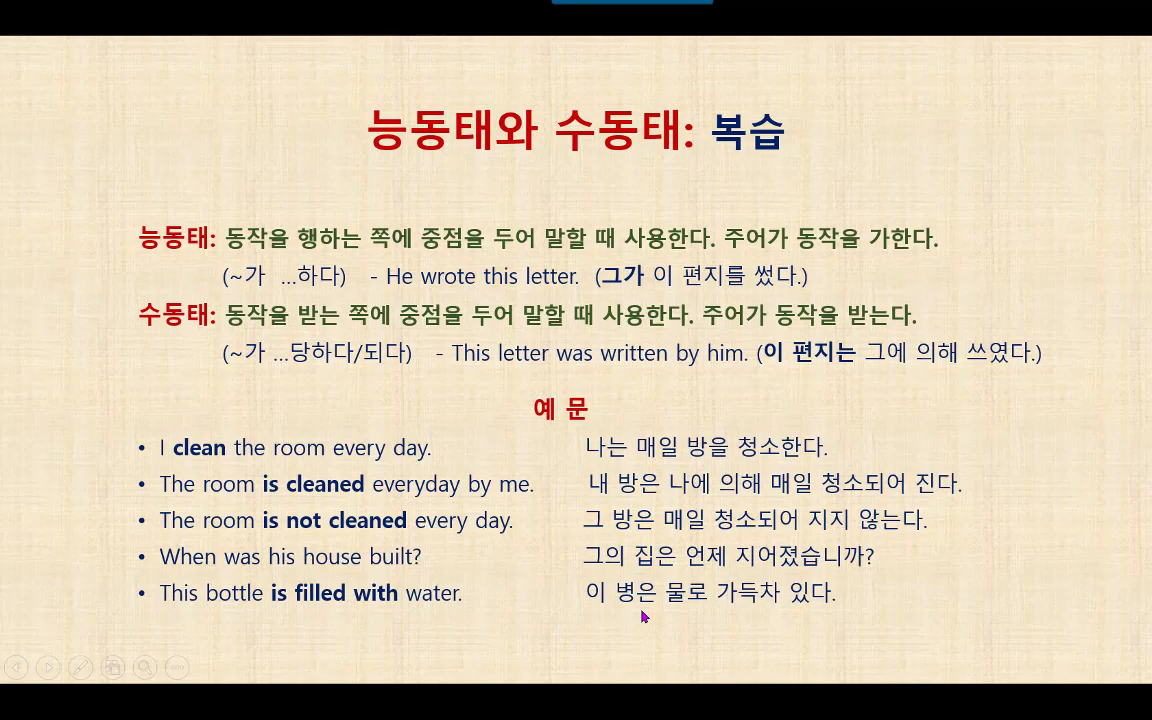 능동태와 수동태: 복습
능동태: 동작을 행하는 쪽에 중점을 두어 말할 때 사용한다. 주어가 동작을 가한다.
(~가 ...하다) - He wrote this letter. (그가 이 편지를 썼다.)
수동태: 동작을 받는 쪽에 중점을 두어 말할 때 사용한다. 주어가 동작을 받는다.
(~가 ...당하다/되다) - This letter was written by him. (이 편지는 그에 의해 쓰였다.)
예 문
• I clean the room every day. 나는 매일 방을 청소한다.
• The room is cleaned everyday by me. 내 방은 나에 의해 매일 청소되어 진다.
• The room is not cleaned every day. 그 방은 매일 청소되어 지지 않는다.
• When was his house built? 그의 집은 언제 지어졌습니까?
• This bottle is filled with water. 이 병은 물로 가득차 있다.